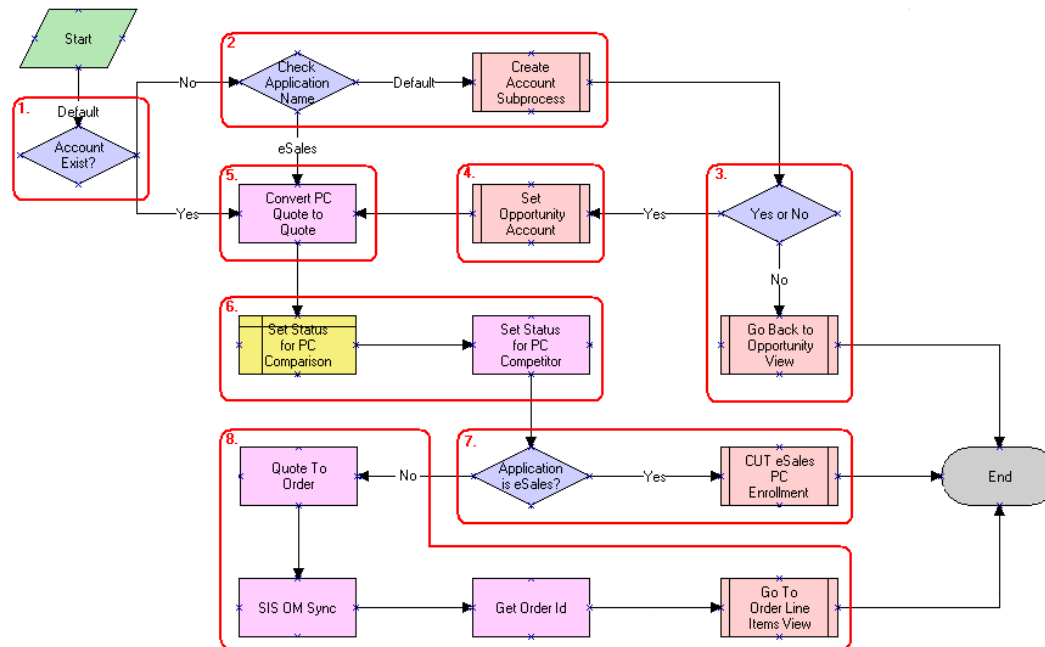 Start
2
Check
Application
Name
No
Default
Create
Account
Subprocess
1.
Default
Account
Exist?
eSales
5.
Convert PC
Quote to
Quote
Yes
4.
Set
Opportunity
Account
Yes
3.
Yes or No
No
6.
Set Status
for PC
Comparison
Set Status
for PC
Competitor
Go Back to
Opportunity
View
8.
Quote To
Order
No
7.
Application
is eSales?
Yes
CUT eSales
PC
Enrollment
End
SIS OM Sync
Get Order Id
Go To
Order Line
Items View